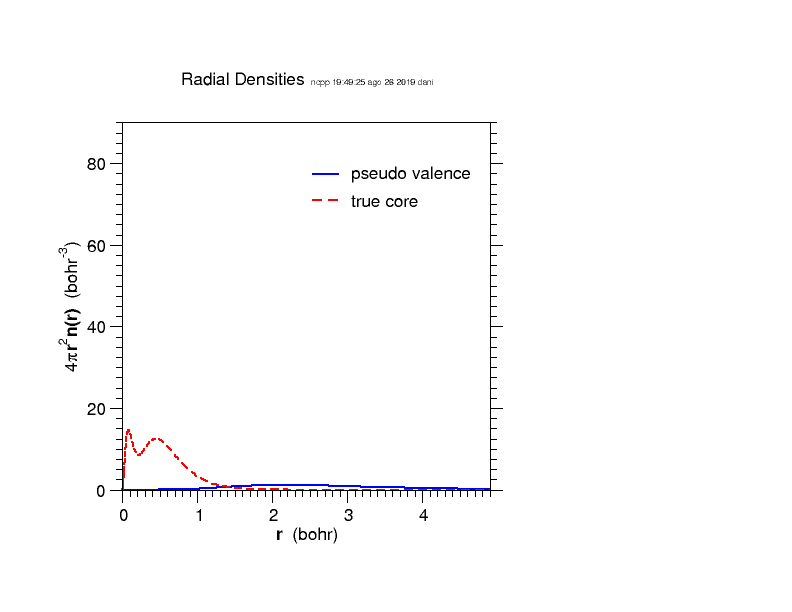 Radial Densities ncpp 19:49:25 ago 26 2019 dani
80
60
40
20
0
4πr²n(r) (bohr⁻³)
pseudo valence
true core
0 1 2 3 4
r (bohr)